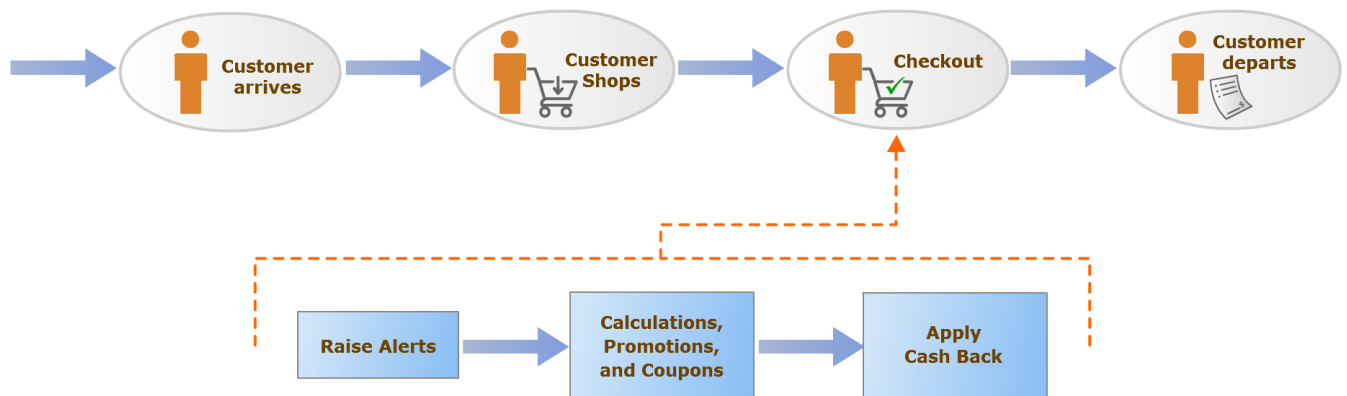 Customer
arrives
Customer
Shops
Checkout
Customer
departs
$
Raise Alerts
Calculations,
Promotions,
and Coupons
Apply
Cash Back